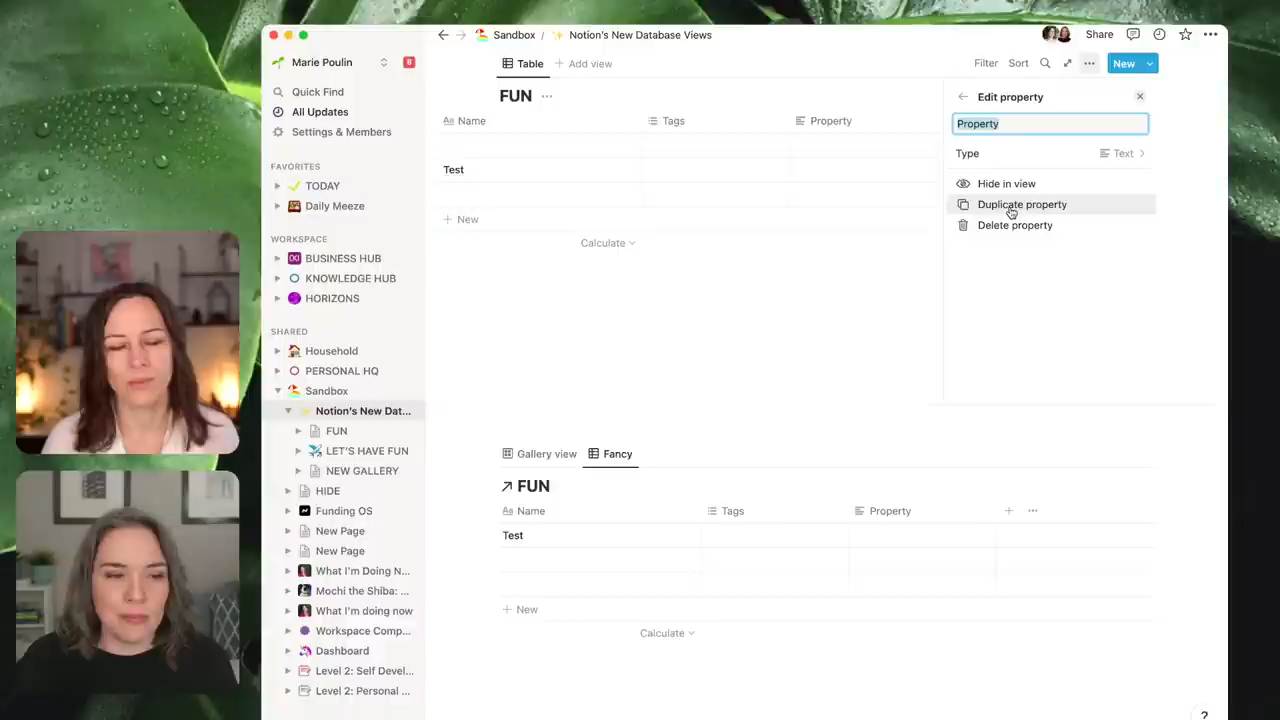 Sandbox / Notion's New Database Views
Share
Marie Poulin
8
Quick Find
All Updates
Settings & Members
FAVORITES
TODAY
Daily Meeze
WORKSPACE
BUSINESS HUB
KNOWLEDGE HUB
HORIZONS
SHARED
Household
PERSONAL HQ
Sandbox
Notion's New Dat...
FUN
LET'S HAVE FUN
NEW GALLERY
HIDE
Funding OS
New Page
New Page
What I'm Doing N...
Mochi the Shiba: ...
What I'm doing now
Workspace Comp...
Dashboard
Level 2: Self Devel...
Level 2: Personal ...
Table + Add view
Filter Sort New
FUN ...
Aa Name Tags Property
Test
+ New
Calculate
Edit property
Property
Type Text
Hide in view
Duplicate property
Delete property
Gallery view Fancy
FUN
Aa Name Tags Property + ...
Test
+ New
Calculate
?